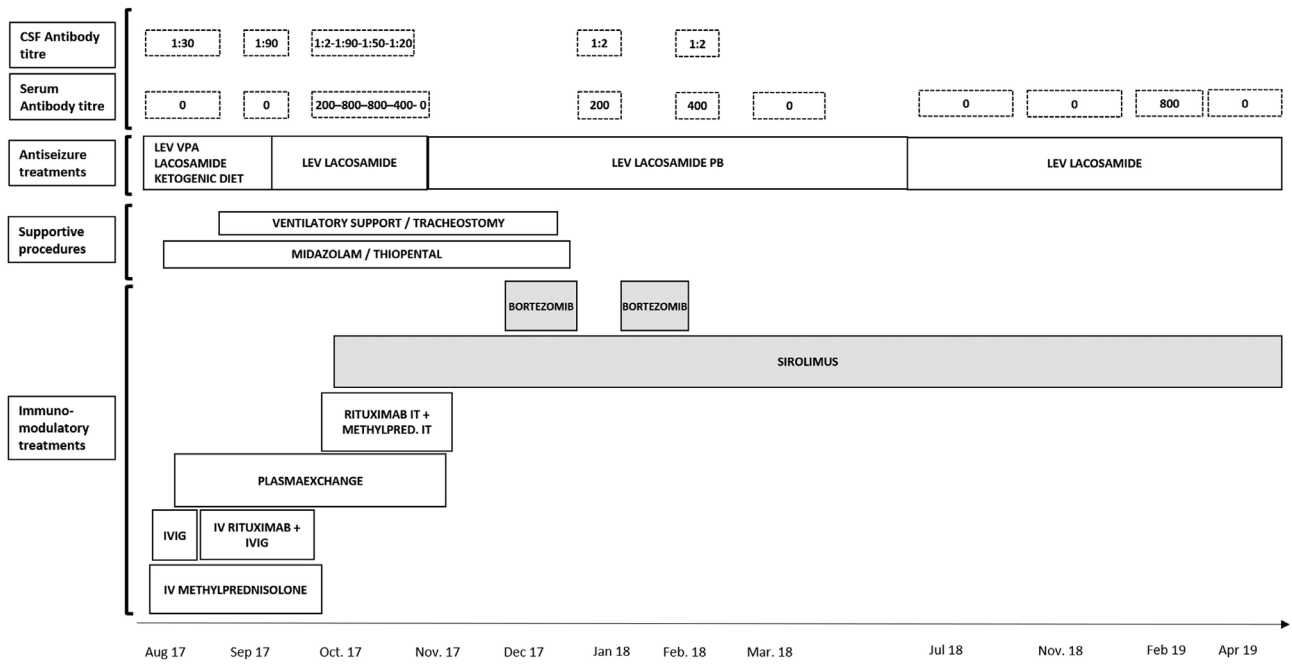 CSF Antibody
titre
1:30
1:90
1:2-1:90-1:50-1:20
1:2
1:2
Serum
Antibody titre
0
0
200–800–800–400- 0
200
400
0
0
0
800
0
Antiseizure
treatments
LEV VPA
LACOSAMIDE
KETOGENIC DIET
LEV LACOSAMIDE
LEV LACOSAMIDE PB
LEV LACOSAMIDE
Supportive
procedures
VENTILATORY SUPPORT / TRACHEOSTOMY
MIDAZOLAM / THIOPENTAL
Immuno-
modulatory
treatments
BORTEZOMIB
BORTEZOMIB
SIROLIMUS
RITUXIMAB IT +
METHYLPRED. IT
PLASMAEXCHANGE
IVIG
IV RITUXIMAB +
IVIG
IV METHYLPREDNISOLONE
Aug 17 Sep 17 Oct. 17 Nov. 17 Dec 17 Jan 18 Feb. 18 Mar. 18 Jul 18 Nov. 18 Feb 19 Apr 19